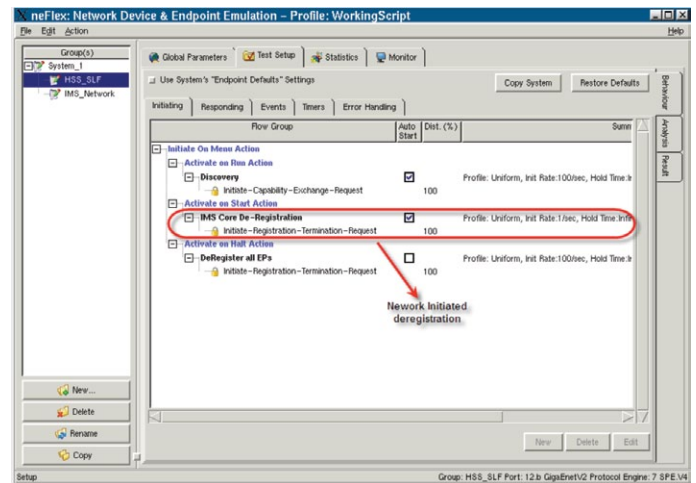 neFlex: Network Device & Endpoint Emulation – Profile: WorkingScript
File Edit Action Help
Group(s)
System_1
HSS_SLF
IMS_Network
Global Parameters Test Setup Statistics Monitor
Use System's "Endpoint Defaults" Settings Copy System Restore Defaults
Initiating Responding Events Timers Error Handling
Flow Group Auto Start Dist. (%) Summ
Initiate On Menu Action
Activate on Run Action
Discovery Profile: Uniform, Init Rate:100/sec, Hold Time:Ir
Initiate-Capability-Exchange-Request 100
Activate on Start Action
IMS Core De-Registration Profile: Uniform, Init Rate:1/sec, Hold Time:Infi
Initiate-Registration-Termination-Request 100
Activate on Halt Action
DeRegister all EPs Profile: Uniform, Init Rate:100/sec, Hold Time:Ir
Initiate-Registration-Termination-Request 100
Nework Initiated
deregistration
Behaviour
Analysis
Result
New...
Delete
Rename
Copy
New Delete Edit
Setup Group: HSS_SLF Port: 12.b GigaEnetV2 Protocol Engine: 7 SPE.V4